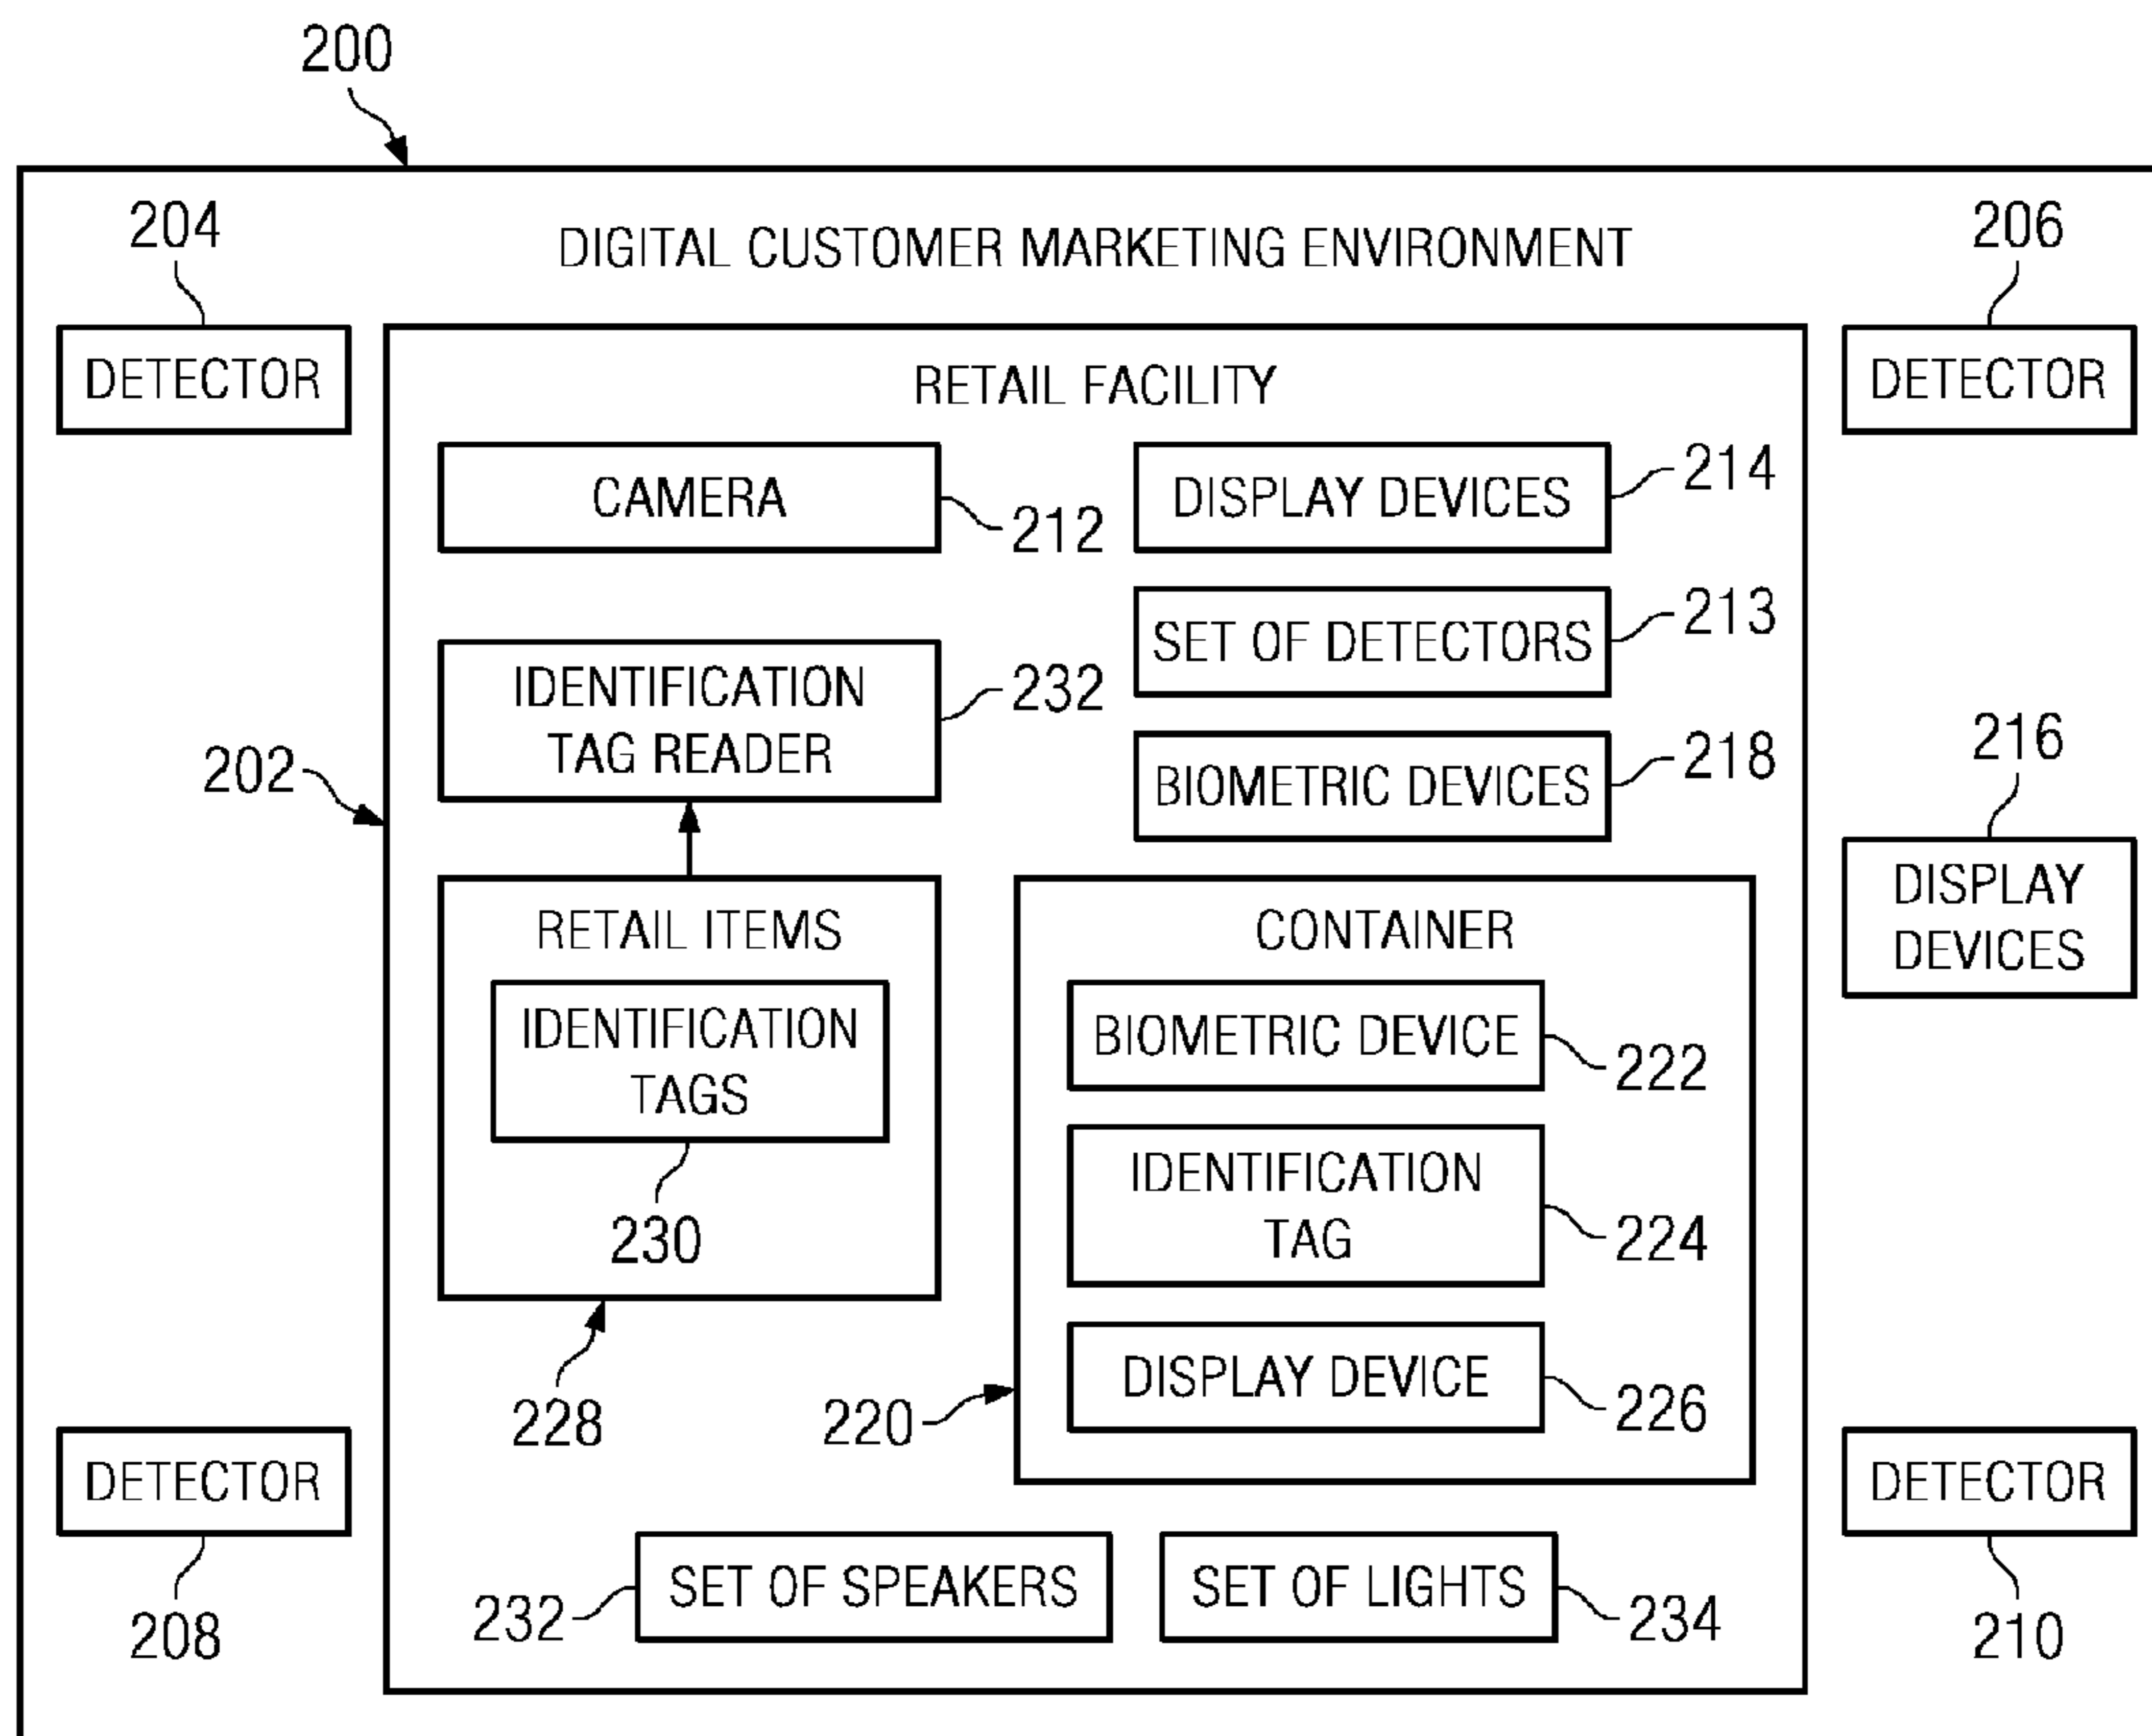 200
204
DIGITAL CUSTOMER MARKETING ENVIRONMENT
206
DETECTOR
RETAIL FACILITY
DETECTOR
CAMERA
212
DISPLAY DEVICES
214
SET OF DETECTORS
213
IDENTIFICATION
TAG READER
232
BIOMETRIC DEVICES
218
202
216
DISPLAY
DEVICES
RETAIL ITEMS
IDENTIFICATION
TAGS
230
228
CONTAINER
BIOMETRIC DEVICE
222
IDENTIFICATION
TAG
224
DISPLAY DEVICE
226
220
DETECTOR
208
DETECTOR
210
232
SET OF SPEAKERS
SET OF LIGHTS
234